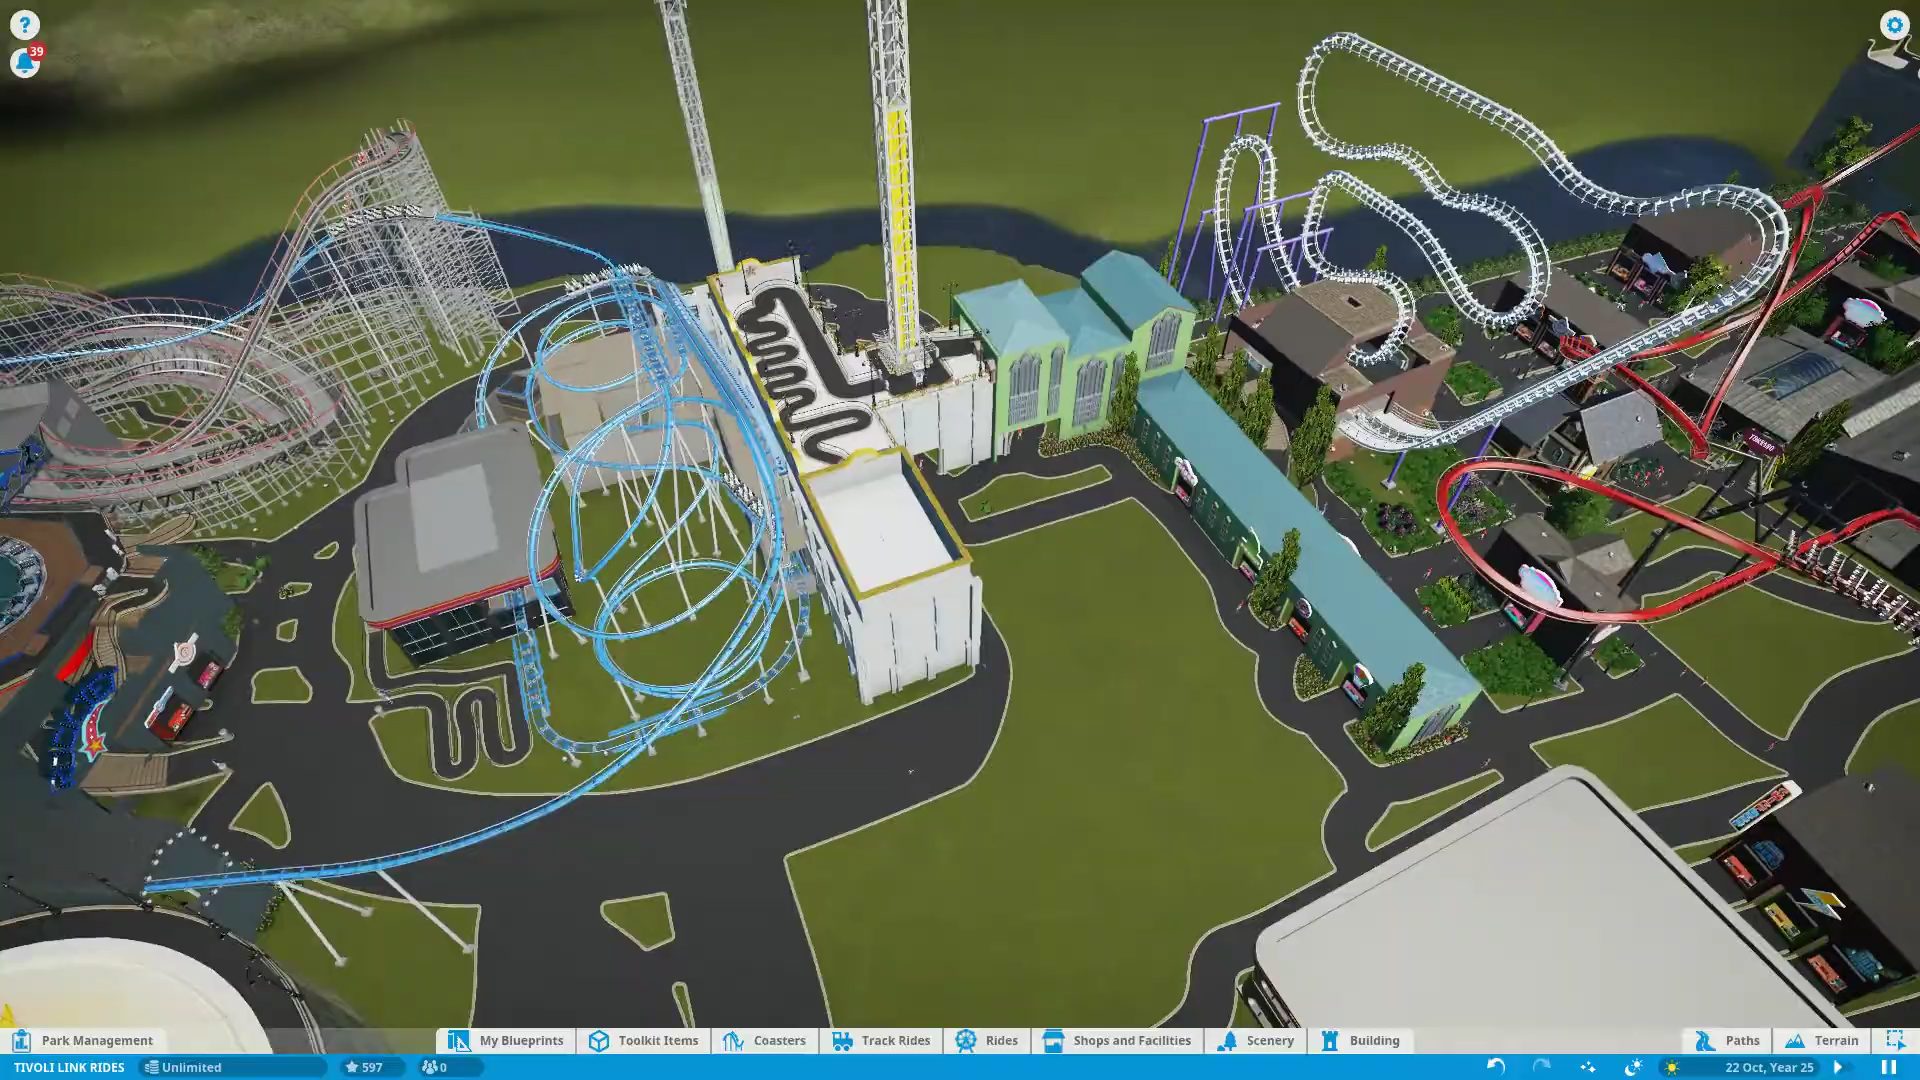 ?
39
TORNADO
Park Management
My Blueprints
Toolkit Items
Coasters
Track Rides
Rides
Shops and Facilities
Scenery
Building
Paths
Terrain
TIVOLI LINK RIDES
Unlimited
597
0
22 Oct, Year 25